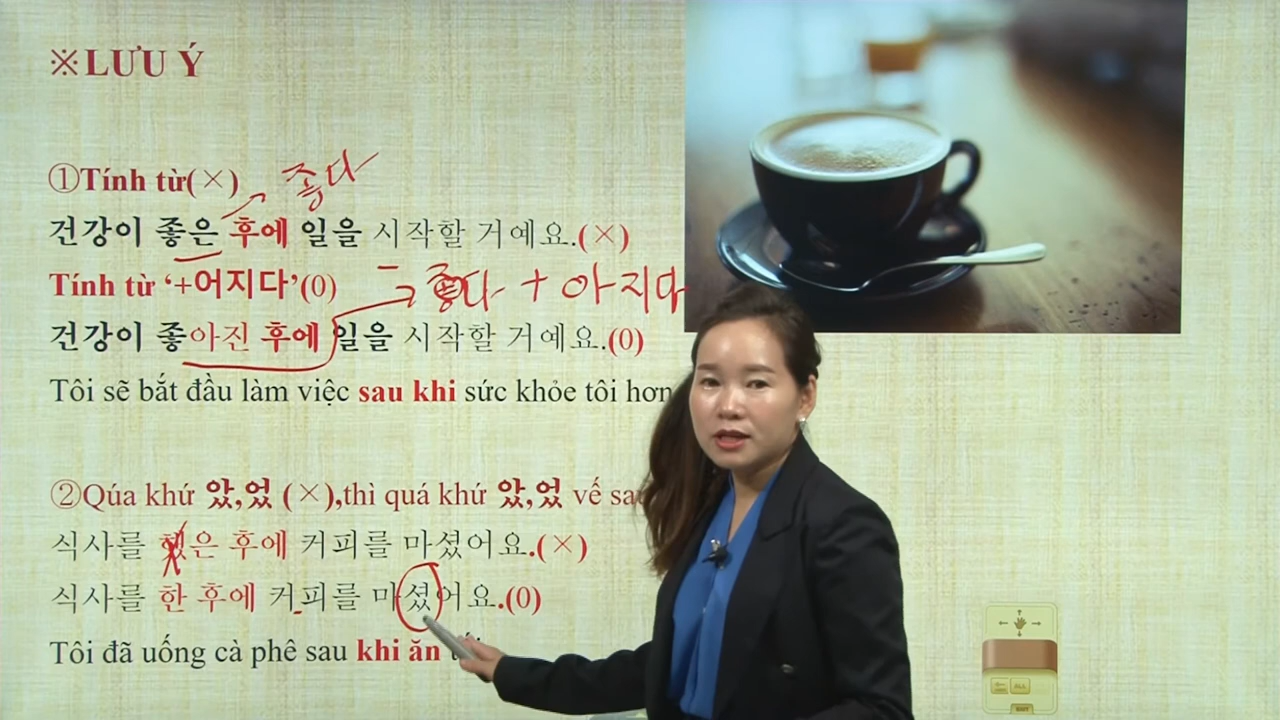 ※LƯU Ý
①Tính từ(×)
좋다
건강이 좋은 후에 일을 시작할 거예요.(×)
Tính từ ‘+어지다’(0)
좋다 + 아지다
건강이 좋아진 후에 일을 시작할 거예요.(0)
Tôi sẽ bắt đầu làm việc sau khi sức khỏe tôi hơn
②Qúa khứ 았,었 (×),thì quá khứ 았,었 vế
식사를 했은 후에 커피를 마셨어요.(×)
식사를 한 후에 커피를 마셨어요.(0)
Tôi đã uống cà phê sau khi ăn
ALL
EXIT